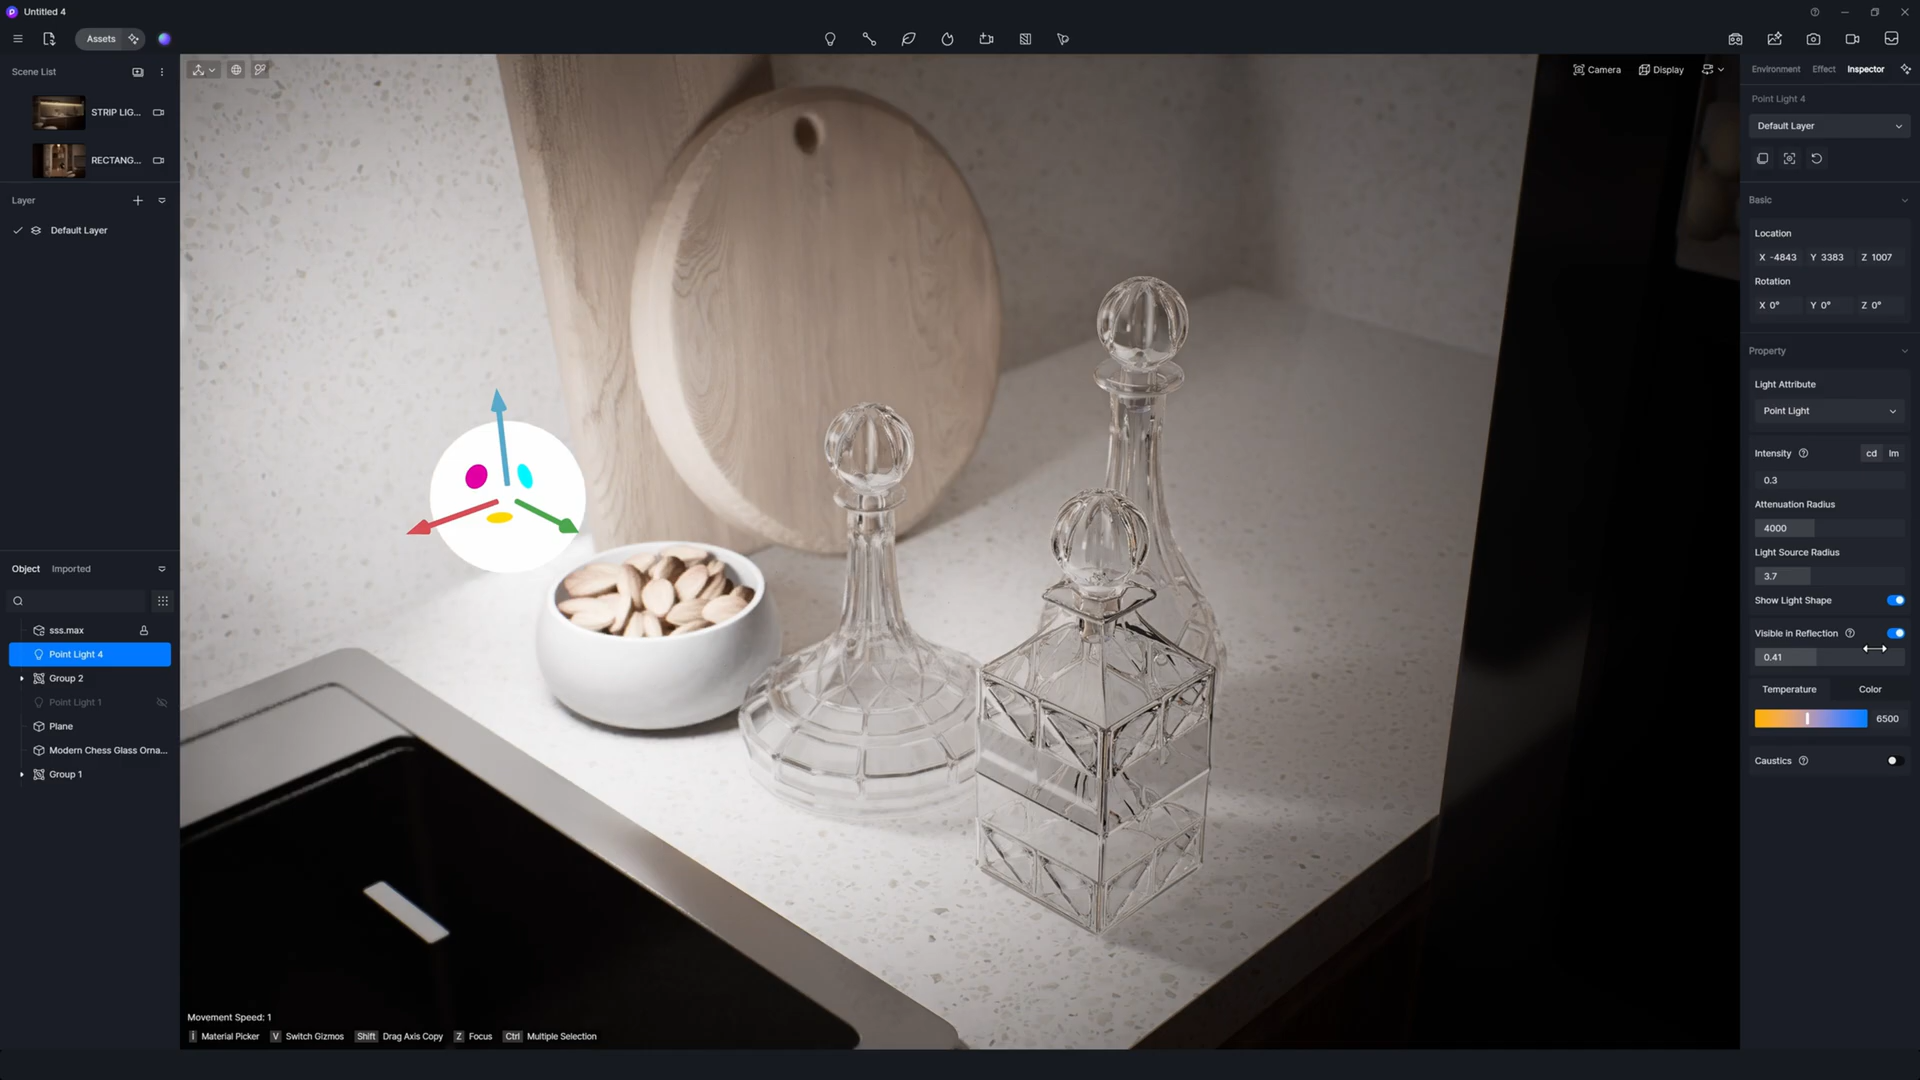 Untitled 4
Assets
Scene List
STRIP LIG...
RECTANG...
Layer
Default Layer
Object Imported
sss.max
Point Light 4
Group 2
Point Light 1
Plane
Modern Chess Glass Orna...
Group 1
Camera Display
Movement Speed: 1
I Material Picker V Switch Gizmos Shift Drag Axis Copy Z Focus Ctrl Multiple Selection
Environment Effect Inspector
Point Light 4
Default Layer
Basic
Location
X -4843 Y 3383 Z 1007
Rotation
X 0° Y 0° Z 0°
Property
Light Attribute
Point Light
Intensity cd lm
0.3
Attenuation Radius
4000
Light Source Radius
3.7
Show Light Shape
Visible in Reflection
0.41
Temperature Color
6500
Caustics